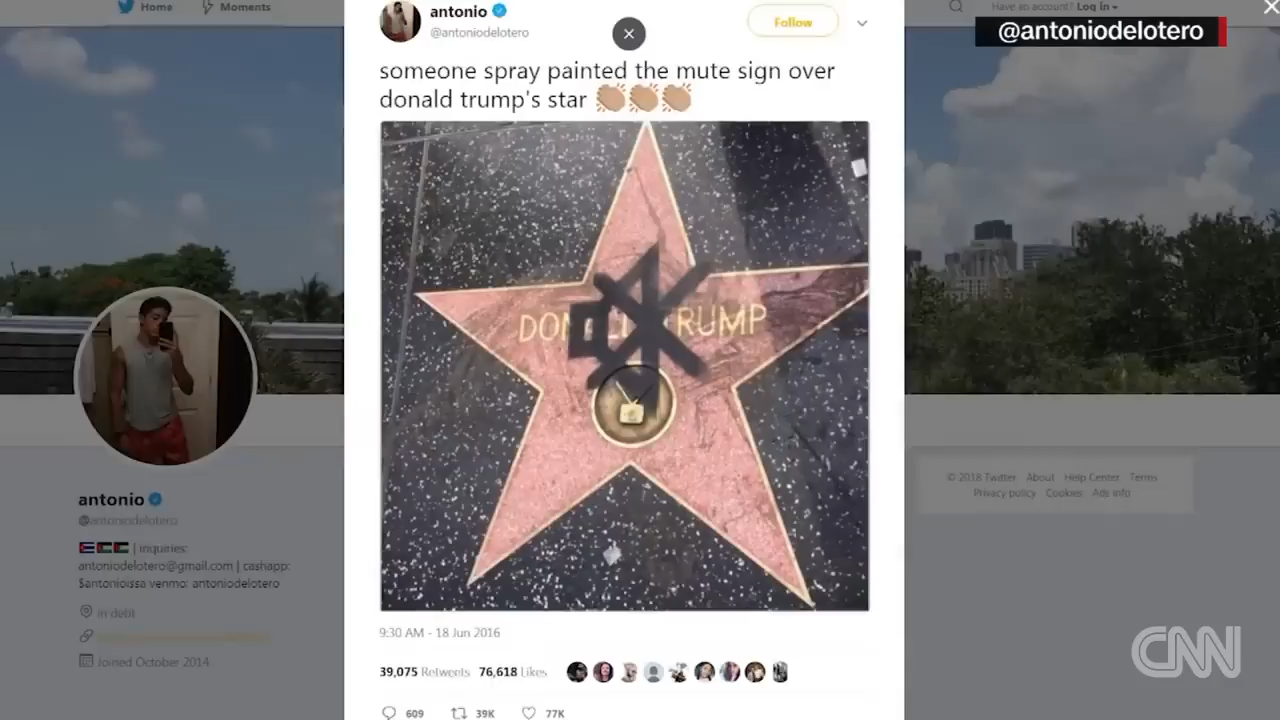 Home
Moments
Have an account? Log in
@antoniodelotero
antonio
@antoniodelotero
Follow
someone spray painted the mute sign over
donald trump's star 👏🏼👏🏼👏🏼
DON TRUMP
antonio
@antoniodelotero
🇨🇺🇵🇸🇯🇴 | inquiries:
antoniodelotero@gmail.com | cashapp:
$antonioissa venmo: antoniodelotero
in debt
Joined October 2014
© 2018 Twitter About Help Center Terms
Privacy policy Cookies Ads info
9:30 AM - 18 Jun 2016
39,075 Retweets 76,618 Likes
609 39K 77K
CNN